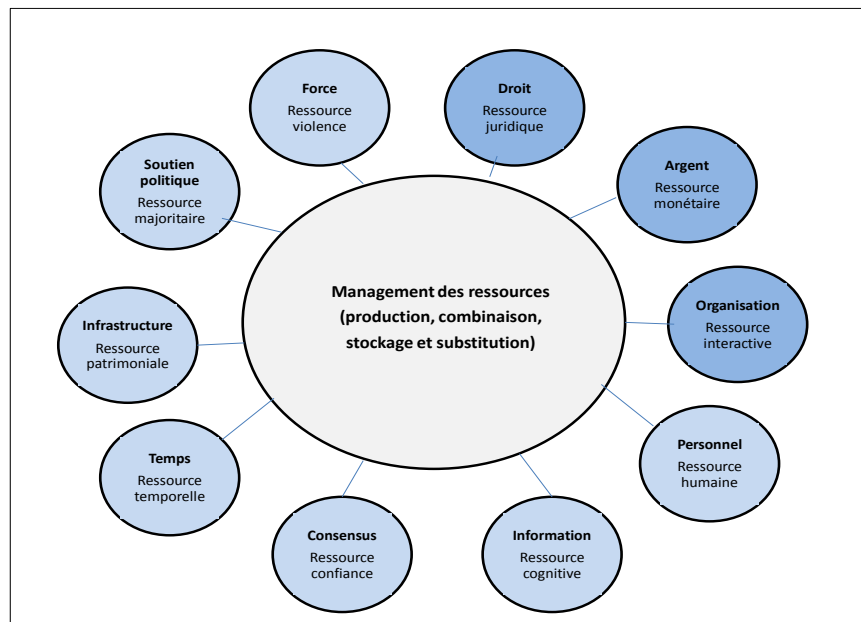 Force
Ressource
violence
Droit
Ressource
juridique
Soutien
politique
Ressource
majoritaire
Argent
Ressource
monétaire
Management des ressources
(production, combinaison,
stockage et substitution)
Infrastructure
Ressource
patrimoniale
Organisation
Ressource
interactive
Temps
Ressource
temporelle
Personnel
Ressource
humaine
Consensus
Ressource
confiance
Information
Ressource
cognitive